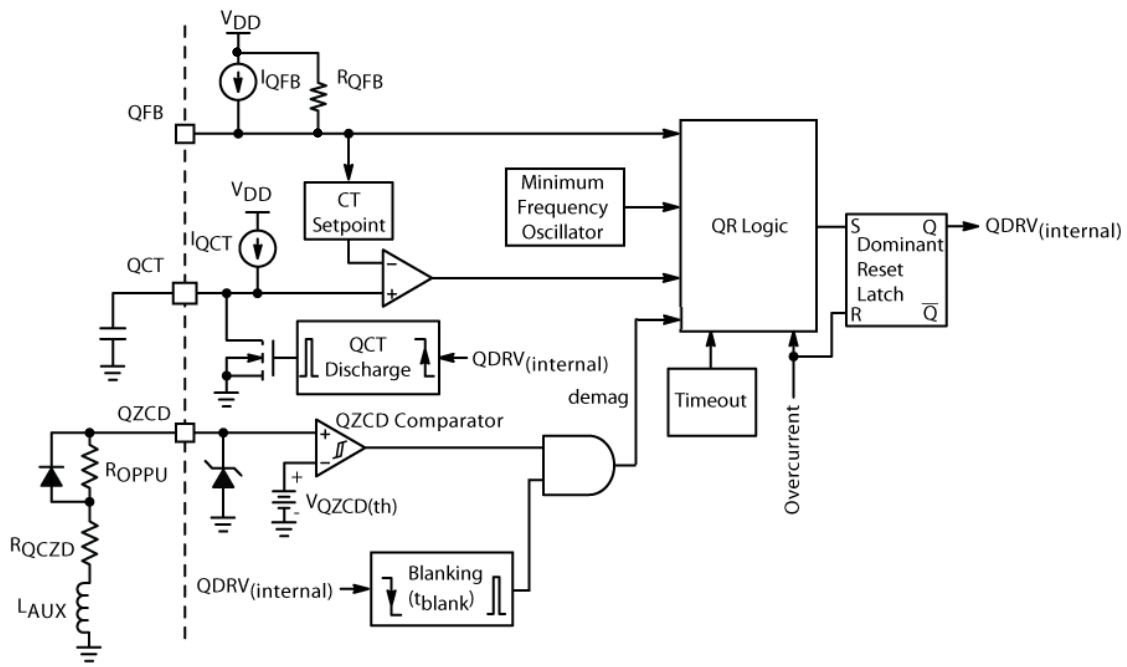 VDD
IQFB
RQFB
QFB
CT
Setpoint
VDD
IQCT
QCT
Minimum
Frequency
Oscillator
QR Logic
S
Q
Dominant
Reset
Latch
R
Q̅
QDRV(internal)
QCT
Discharge
QDRV(internal)
Timeout
Overcurrent
demag
QZCD
QZCD Comparator
ROPPU
VQZCD(th)
+
-
+
-
+
−
RQCZD
LAUX
QDRV(internal)
Blanking
(tblank)